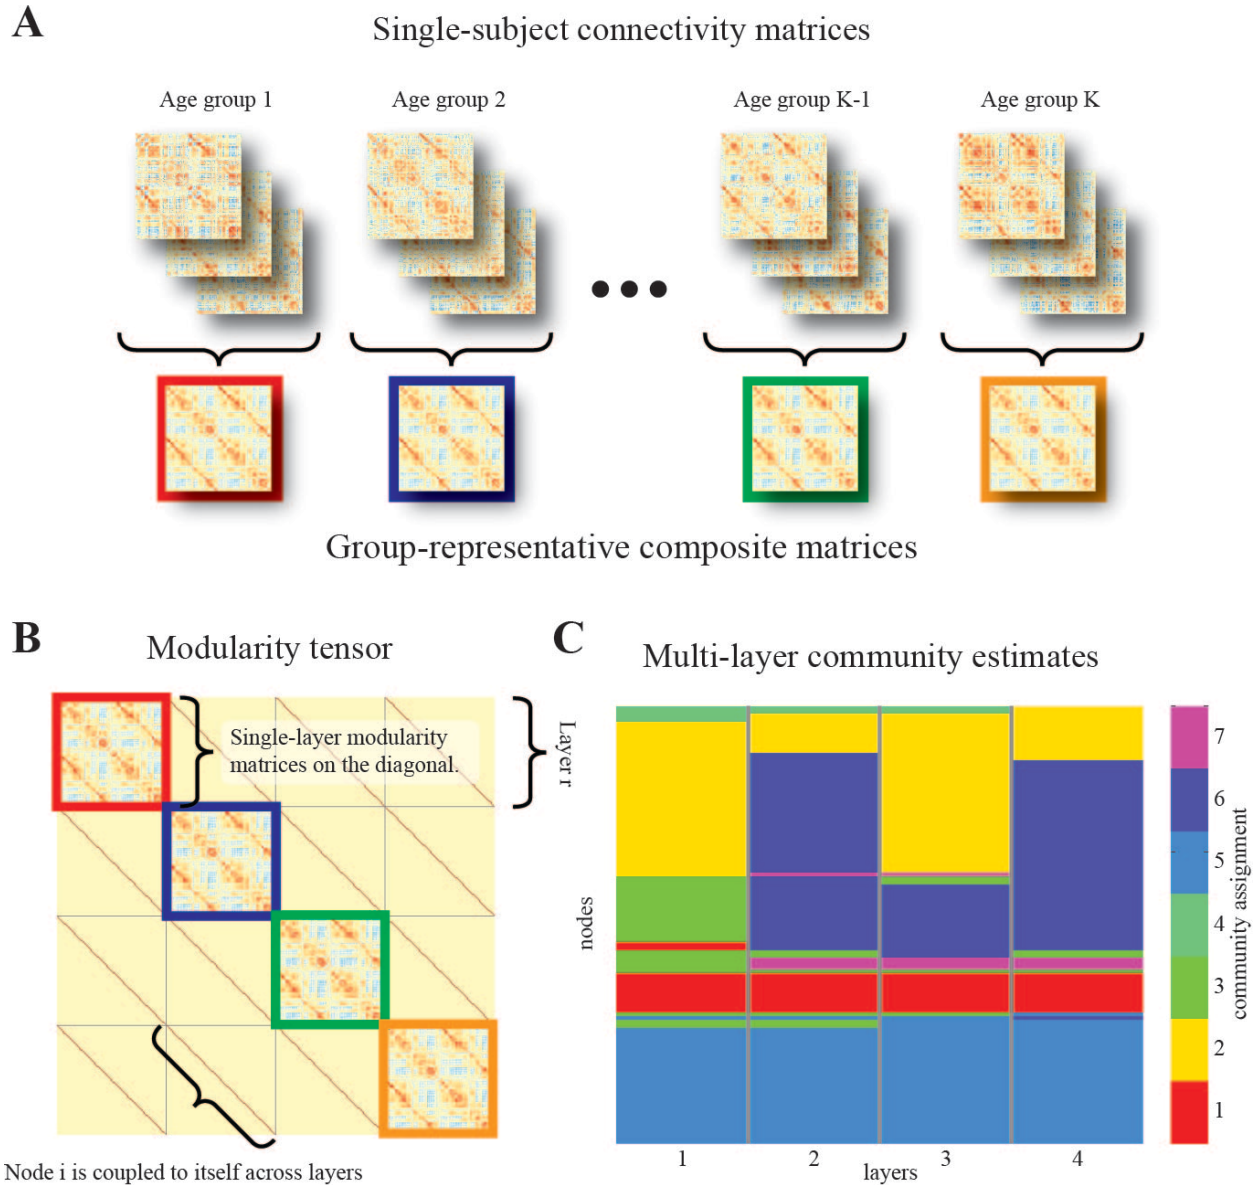 A
Single-subject connectivity matrices
Age group 1
Age group 2
Age group K-1
Age group K
Group-representative composite matrices
B
Modularity tensor
Single-layer modularity
matrices on the diagonal.
Layer r
Node i is coupled to itself across layers
C
Multi-layer community estimates
nodes
1
2
3
4
layers
7
6
5
4
3
2
1
community assignment